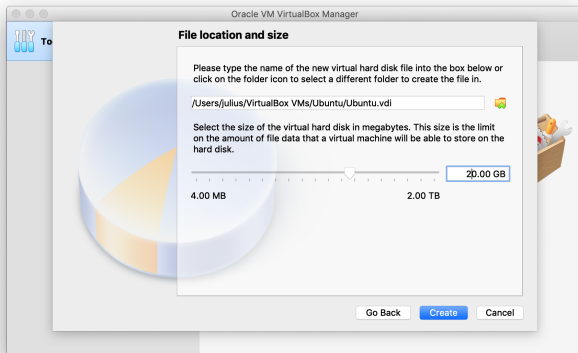 Oracle VM VirtualBox Manager
To
File location and size
Please type the name of the new virtual hard disk file into the box below or
click on the folder icon to select a different folder to create the file in.
/Users/julius/VirtualBox VMs/Ubuntu/Ubuntu.vdi
Select the size of the virtual hard disk in megabytes. This size is the limit
on the amount of file data that a virtual machine will be able to store on the
hard disk.
20.00 GB
4.00 MB 2.00 TB
Go Back Create Cancel